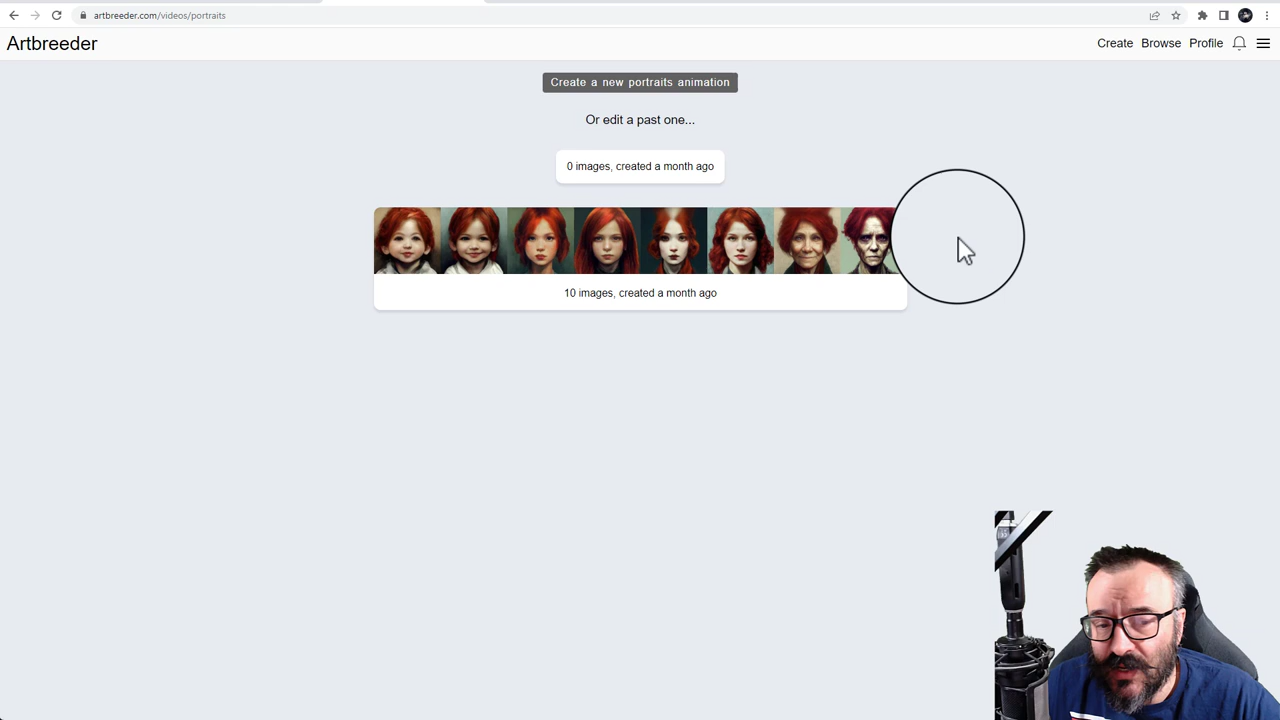 artbreeder.com/videos/portraits
Artbreeder
Create Browse Profile
Create a new portraits animation
Or edit a past one...
0 images, created a month ago
10 images, created a month ago